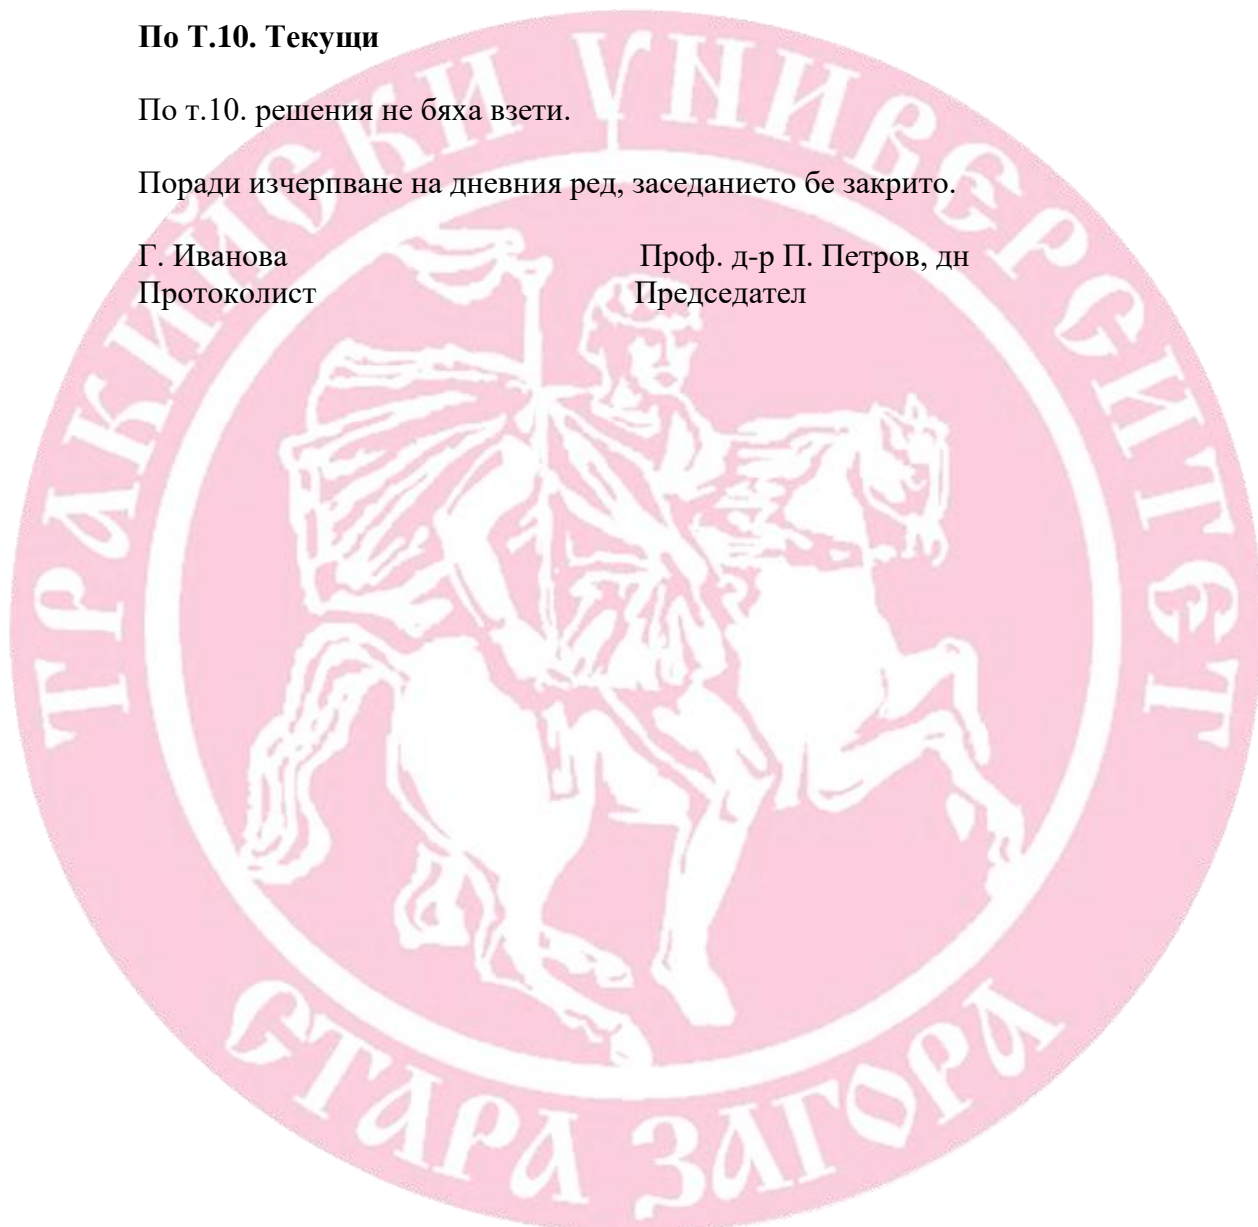 По Т.10. Текущи
По т.10. решения не бяха взети.
Поради изчерпване на дневния ред, заседанието бе закрито.
Г. Иванова Проф. д-р П. Петров, дн
Протоколист Председател
ТРАКИЙСКИ УНИВЕРСИТЕТ
СТАРА ЗАГОРА